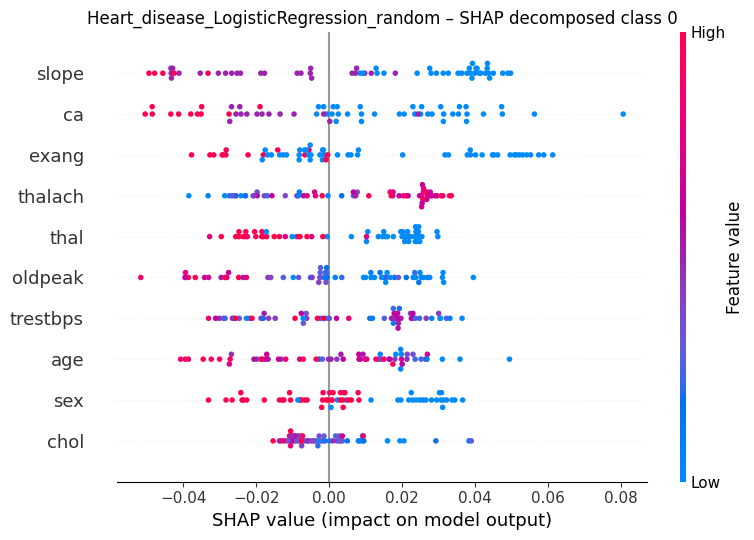 Heart_disease_LogisticRegression_random – SHAP decomposed class 0
High
slope
ca
exang
thalach
thal
oldpeak
trestbps
age
sex
chol
Feature value
Low
−0.04 −0.02 0.00 0.02 0.04 0.06 0.08
SHAP value (impact on model output)